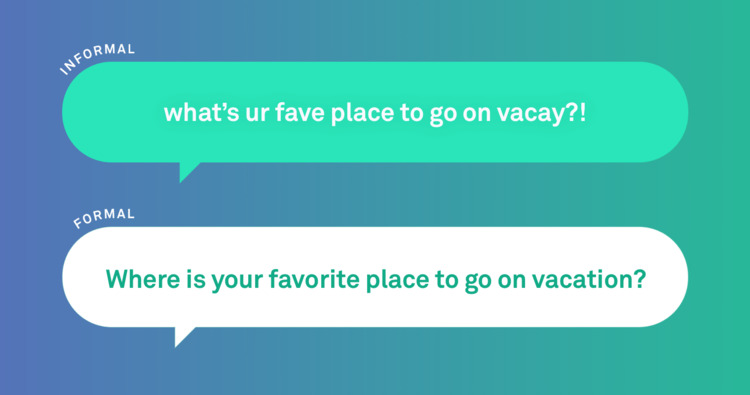 INFORMAL
what's ur fave place to go on vacay?!
FORMAL
Where is your favorite place to go on vacation?